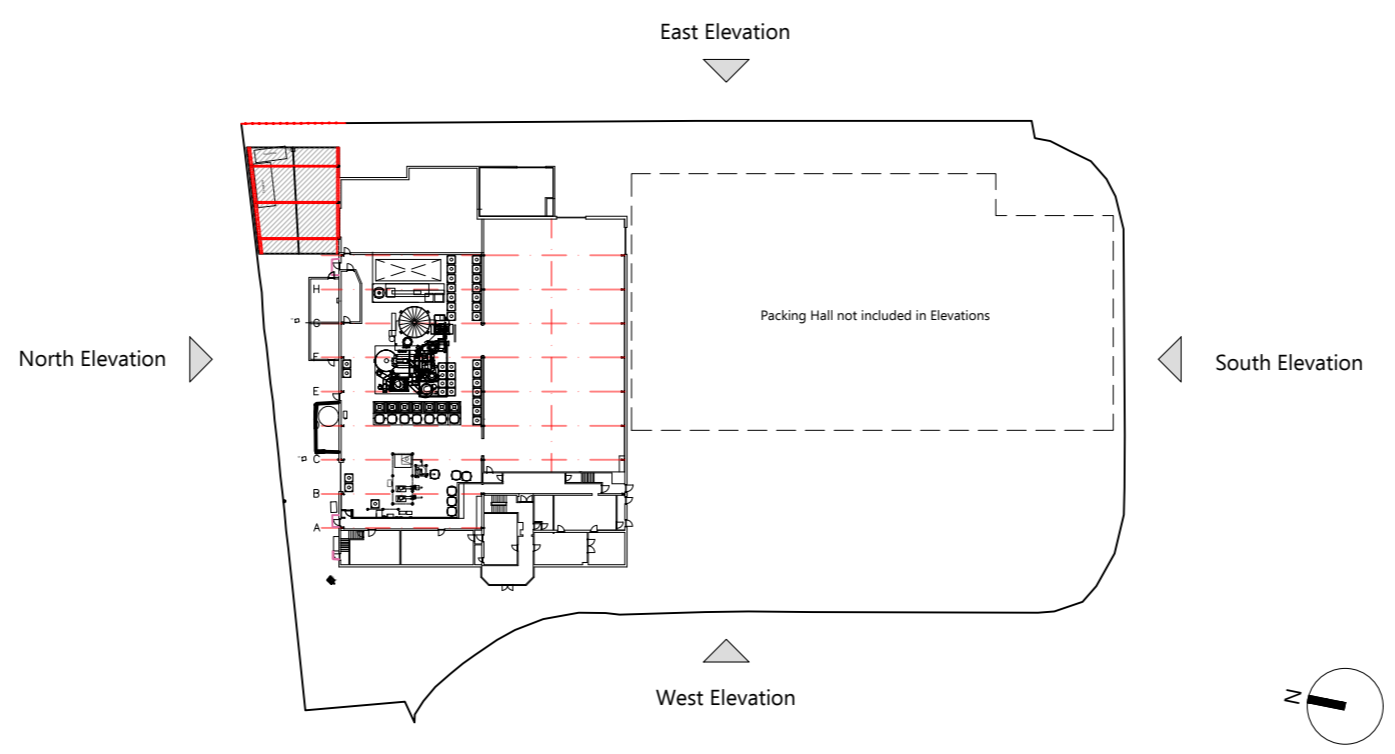 East Elevation
H
G
F
North Elevation
Packing Hall not included in Elevations
South Elevation
E
C
B
A
West Elevation
N